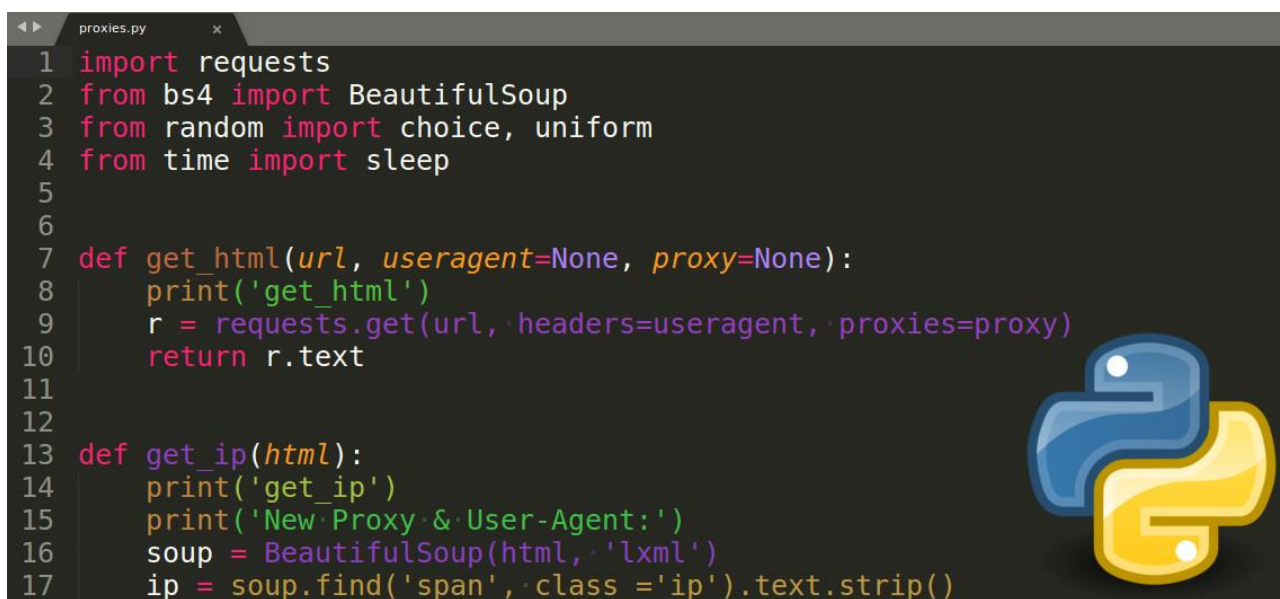 proxies.py ×
1 import requests
2 from bs4 import BeautifulSoup
3 from random import choice, uniform
4 from time import sleep
5
6
7 def get_html(url, useragent=None, proxy=None):
8 print('get_html')
9 r = requests.get(url, headers=useragent, proxies=proxy)
10 return r.text
11
12
13 def get_ip(html):
14 print('get_ip')
15 print('New Proxy & User-Agent:')
16 soup = BeautifulSoup(html, 'lxml')
17 ip = soup.find('span', class ='ip').text.strip()